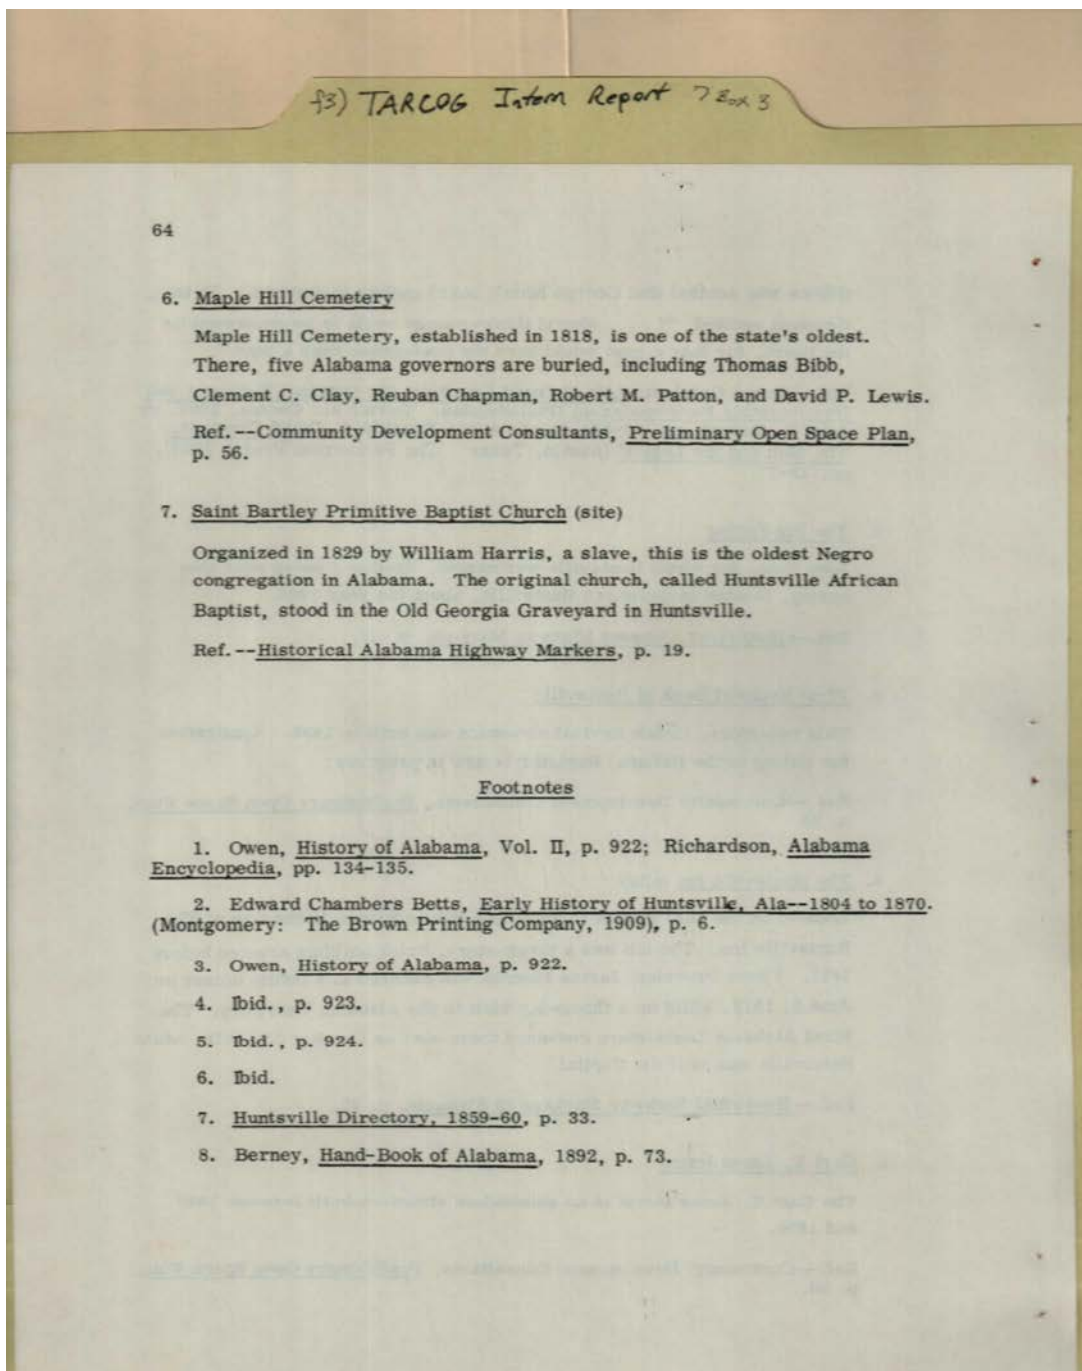 f3) TARCOG Intern Report 7 Box 3
64
6. Maple Hill Cemetery
Maple Hill Cemetery, established in 1818, is one of the state's oldest.
There, five Alabama governors are buried, including Thomas Bibb,
Clement C. Clay, Reuban Chapman, Robert M. Patton, and David P. Lewis.
Ref.--Community Development Consultants, Preliminary Open Space Plan,
p. 56.
7. Saint Bartley Primitive Baptist Church (site)
Organized in 1829 by William Harris, a slave, this is the oldest Negro
congregation in Alabama. The original church, called Huntsville African
Baptist, stood in the Old Georgia Graveyard in Huntsville.
Ref.--Historical Alabama Highway Markers, p. 19.
Footnotes
1. Owen, History of Alabama, Vol. II, p. 922; Richardson, Alabama
Encyclopedia, pp. 134-135.
2. Edward Chambers Betts, Early History of Huntsville, Ala--1804 to 1870.
(Montgomery: The Brown Printing Company, 1909), p. 6.
3. Owen, History of Alabama, p. 922.
4. Ibid., p. 923.
5. Ibid., p. 924.
6. Ibid.
7. Huntsville Directory, 1859-60, p. 33.
8. Berney, Hand-Book of Alabama, 1892, p. 73.